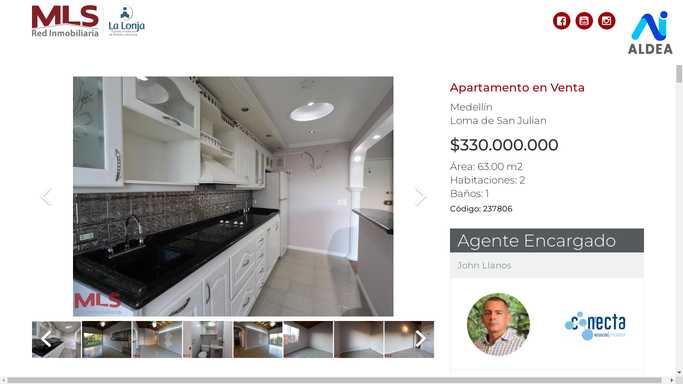 MLS
Red Inmobiliaria
La Lonja
ALDEA
Apartamento en Venta
Medellín
Loma de San Julian
$330.000.000
Área: 63.00 m2
Habitaciones: 2
Baños: 1
Código: 237806
Agente Encargado
John Llanos
conecta
MLS